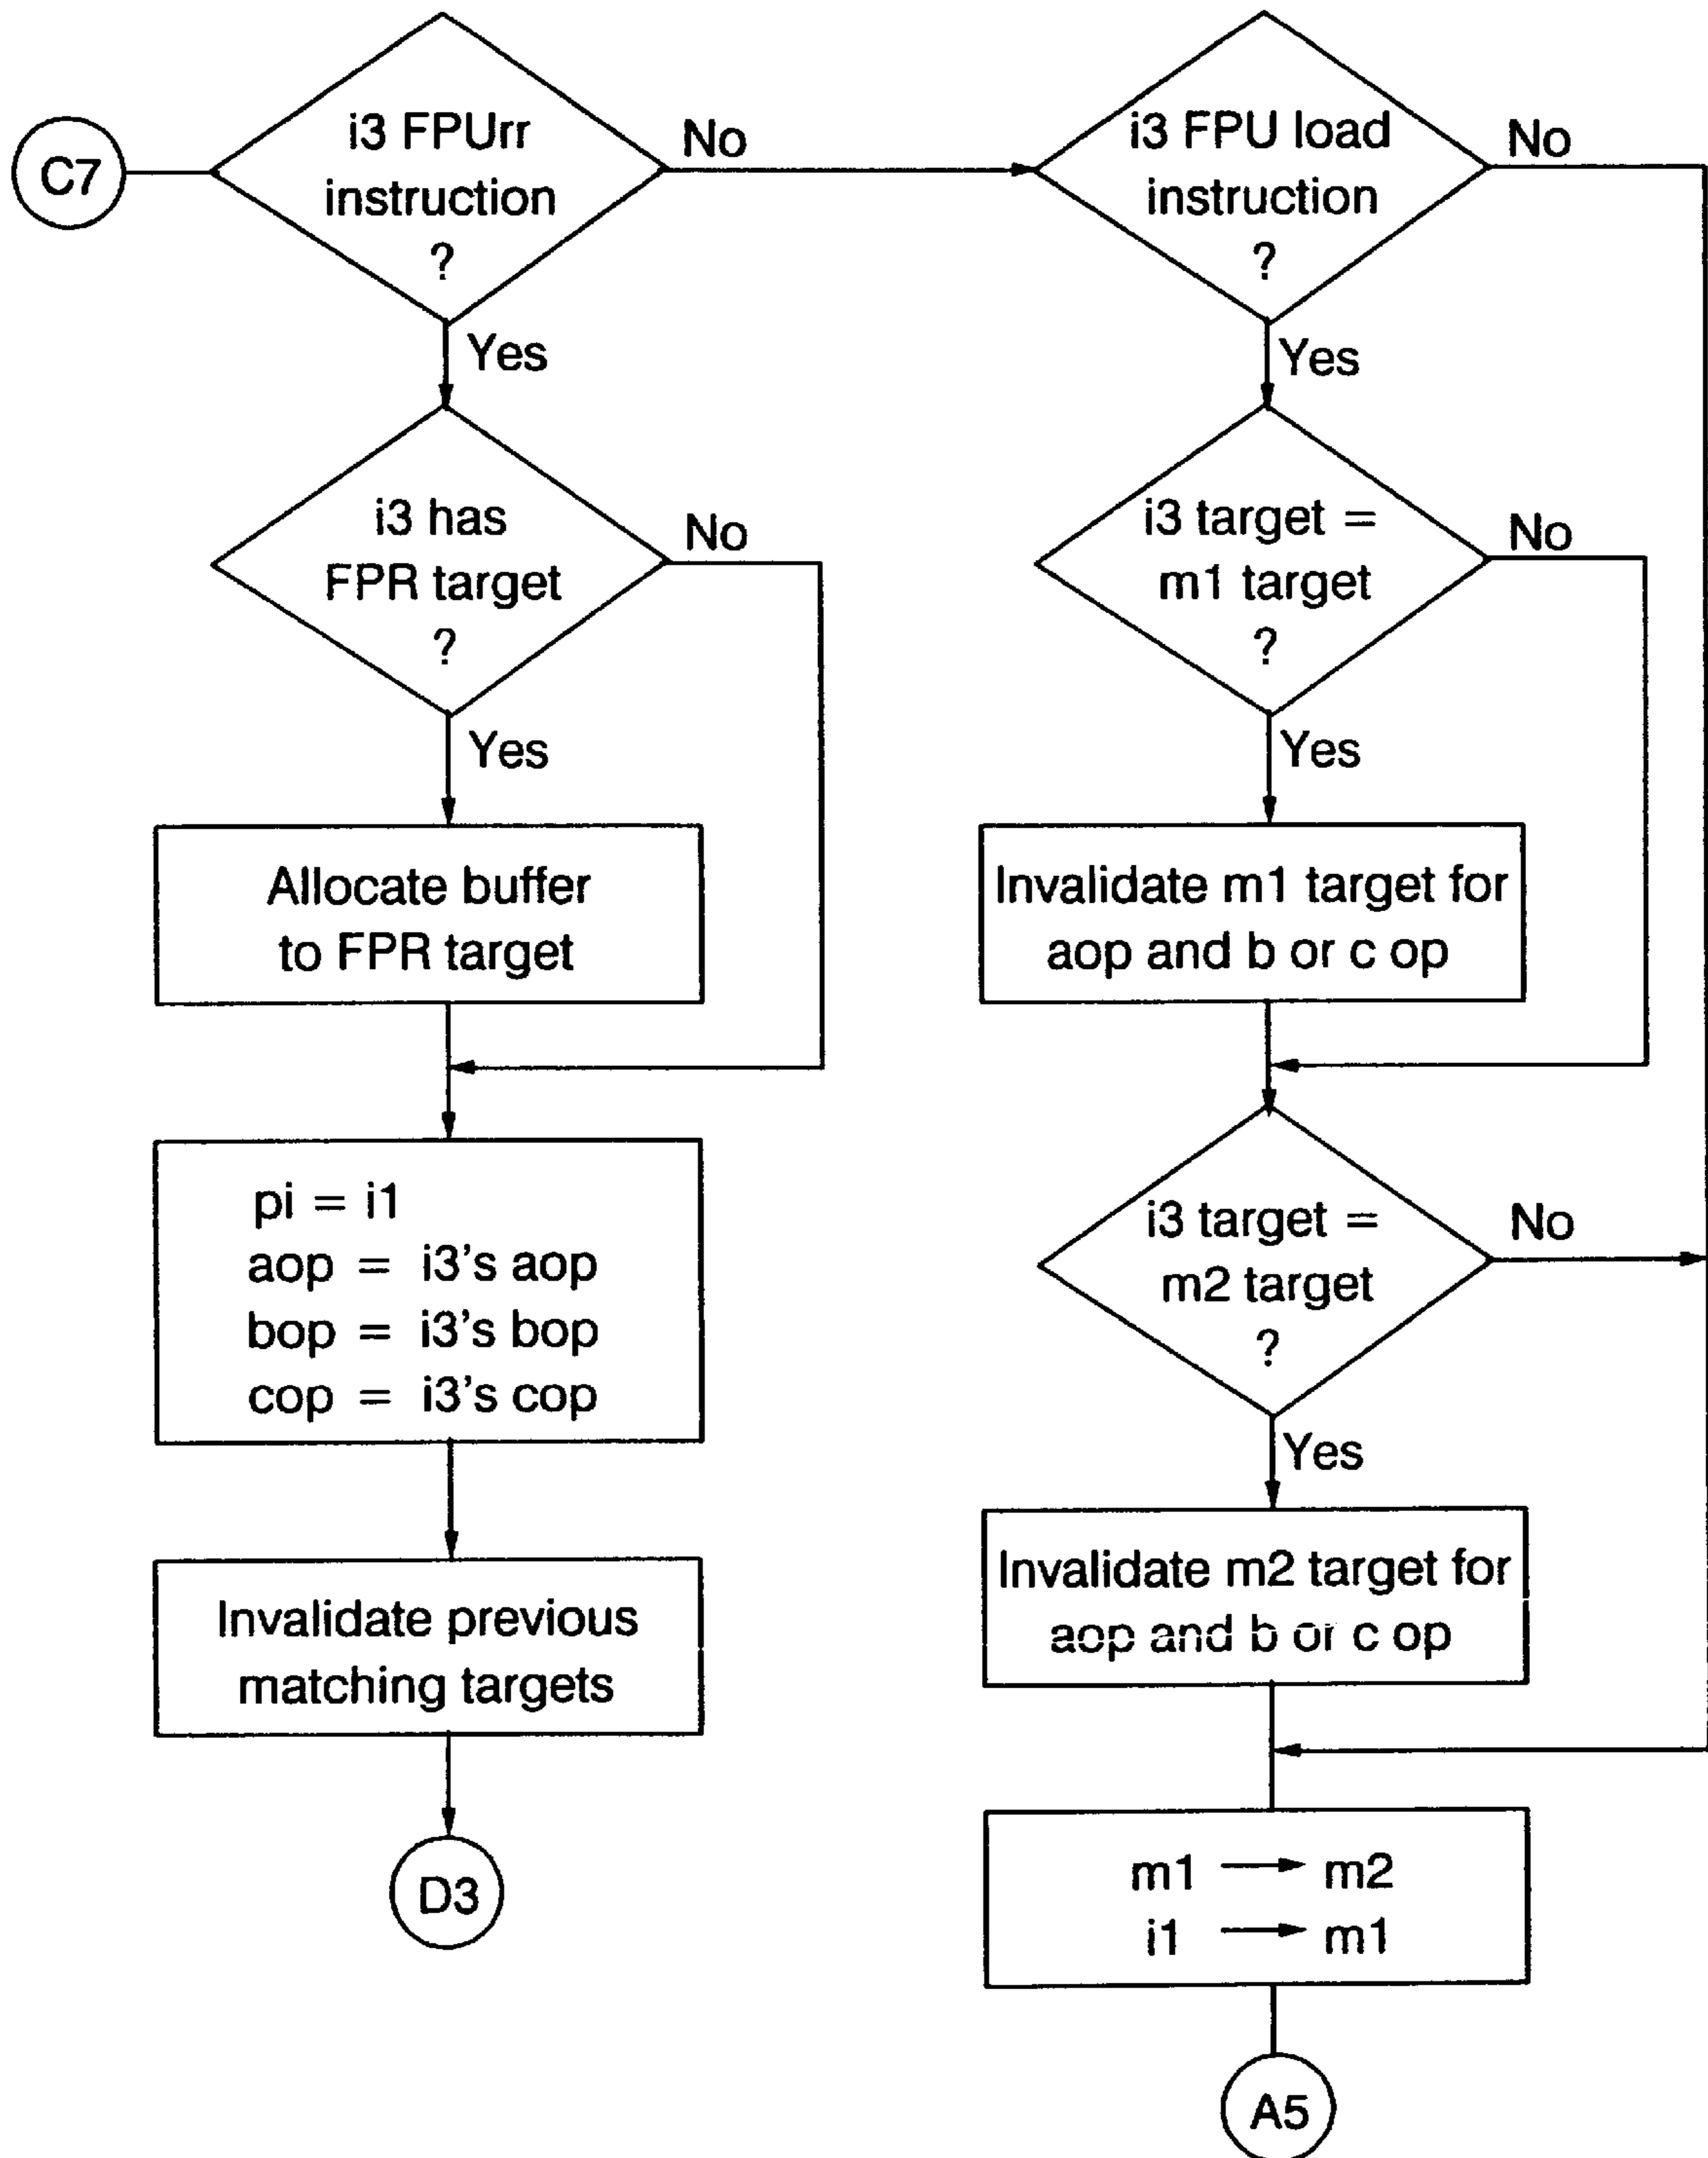 C7
i3 FPUrr
instruction
?
No
Yes
i3 FPU load
instruction
?
No
Yes
i3 has
FPR target
?
No
Yes
i3 target =
m1 target
?
No
Yes
Allocate buffer
to FPR target
Invalidate m1 target for
aop and b or c op
pi = i1
aop = i3's aop
bop = i3's bop
cop = i3's cop
i3 target =
m2 target
?
No
Yes
Invalidate previous
matching targets
Invalidate m2 target for
aop and b or c op
D3
m1 → m2
i1 → m1
A5